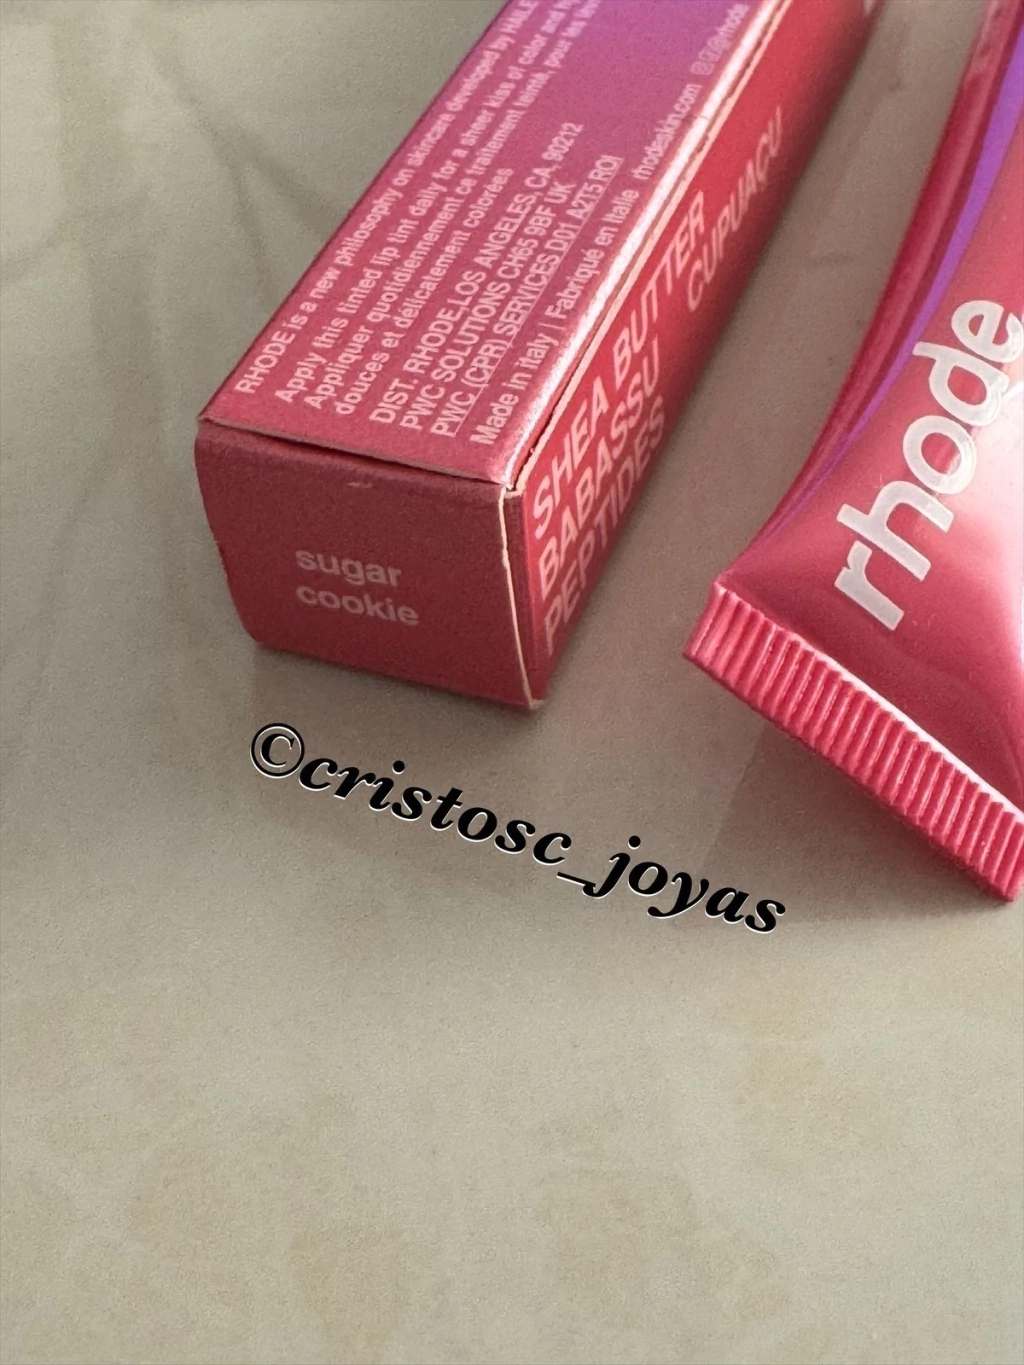 RHODE is a new philosophy on skincare developed by HAILE
Apply this tinted lip tint daily for a sheer kiss of color and
Appliquer quotidiennement ce traitement teinté, pour
douces et délicatement colorées
DIST. RHODE, LOS ANGELES, CA, 90212
PWC SOLUTIONS CH65 9BF UK
PWC (CPR) SERVICES D01 A2T5 ROI
Made in Italy | Fabriqué en Italie rhodeskin.com @rhode
SHEA BUTTER
BABASSU CUPUAÇU
PEPTIDES
sugar
cookie
rhode
©cristosc_joyas